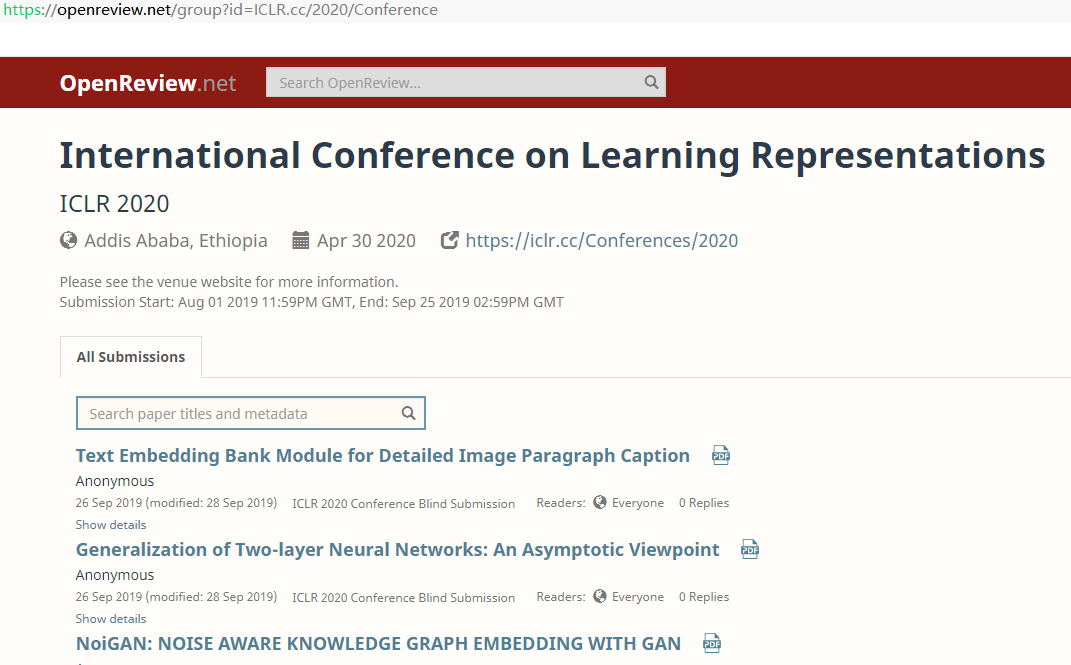 https://openreview.net/group?id=ICLR.cc/2020/Conference
OpenReview.net Search OpenReview...
International Conference on Learning Representations
ICLR 2020
Addis Ababa, Ethiopia Apr 30 2020 https://iclr.cc/Conferences/2020
Please see the venue website for more information.
Submission Start: Aug 01 2019 11:59PM GMT, End: Sep 25 2019 02:59PM GMT
All Submissions
Search paper titles and metadata
Text Embedding Bank Module for Detailed Image Paragraph Caption PDF
Anonymous
26 Sep 2019 (modified: 28 Sep 2019) ICLR 2020 Conference Blind Submission Readers: Everyone 0 Replies
Show details
Generalization of Two-layer Neural Networks: An Asymptotic Viewpoint PDF
Anonymous
26 Sep 2019 (modified: 28 Sep 2019) ICLR 2020 Conference Blind Submission Readers: Everyone 0 Replies
Show details
NoiGAN: NOISE AWARE KNOWLEDGE GRAPH EMBEDDING WITH GAN PDF